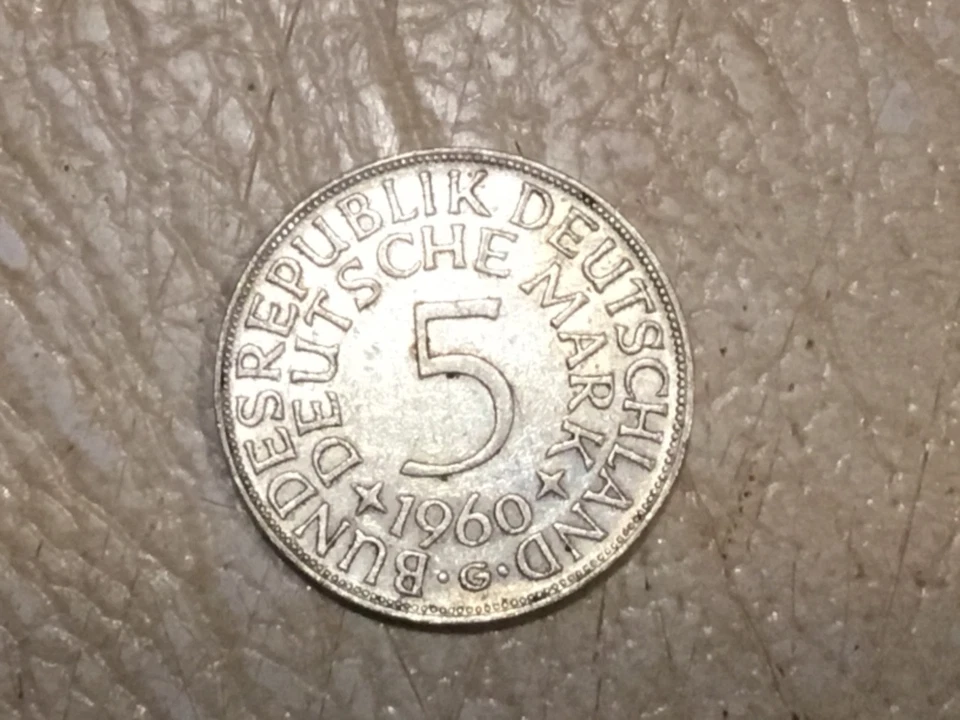 BUNDESREPUBLIK DEUTSCHLAND
DEUTSCHE MARK
5
1960
· G ·